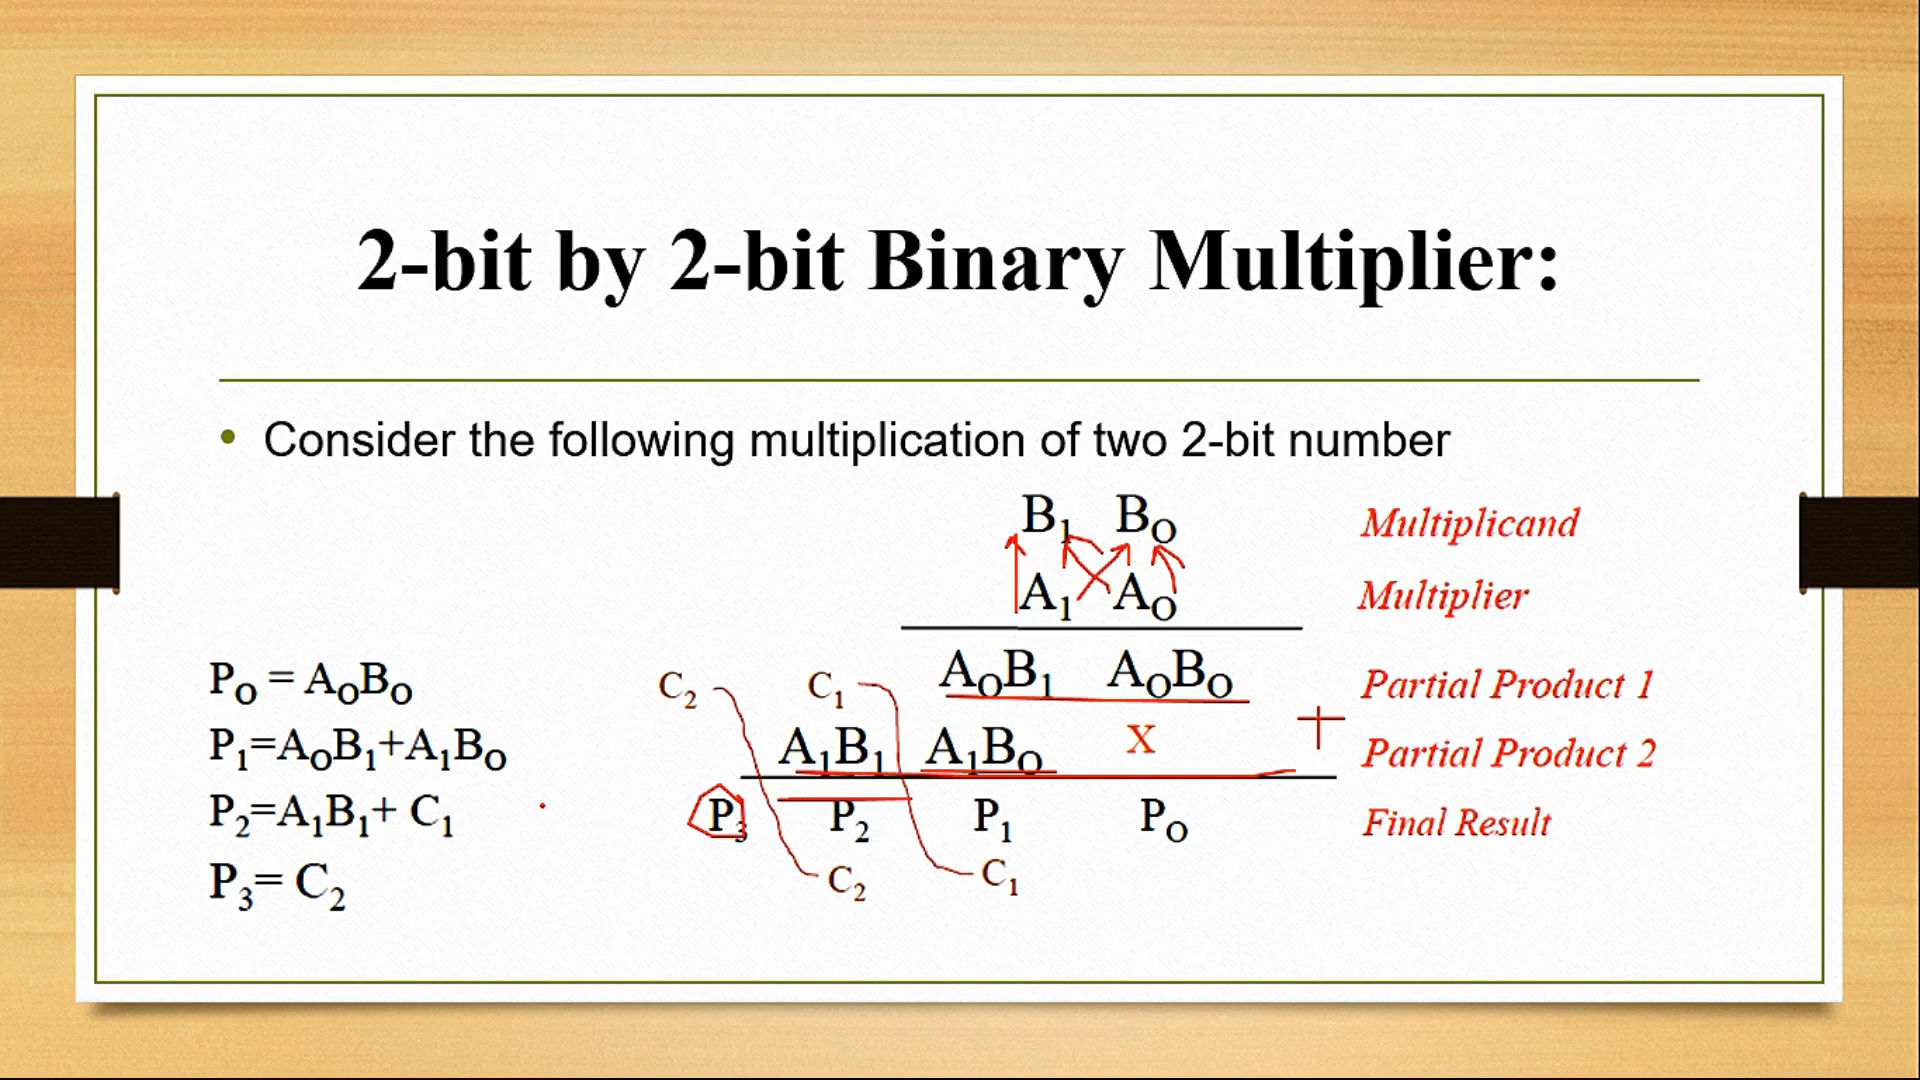 2-bit by 2-bit Binary Multiplier:
• Consider the following multiplication of two 2-bit number
B₁ B₀ Multiplicand
A₁ A₀ Multiplier
A₀B₁ A₀B₀ Partial Product 1
C₂ C₁
A₁B₁ A₁B₀ X + Partial Product 2
P₃ P₂ P₁ P₀ Final Result
C₂ C₁
P₀ = A₀B₀
P₁=A₀B₁+A₁B₀
P₂=A₁B₁+ C₁
P₃= C₂